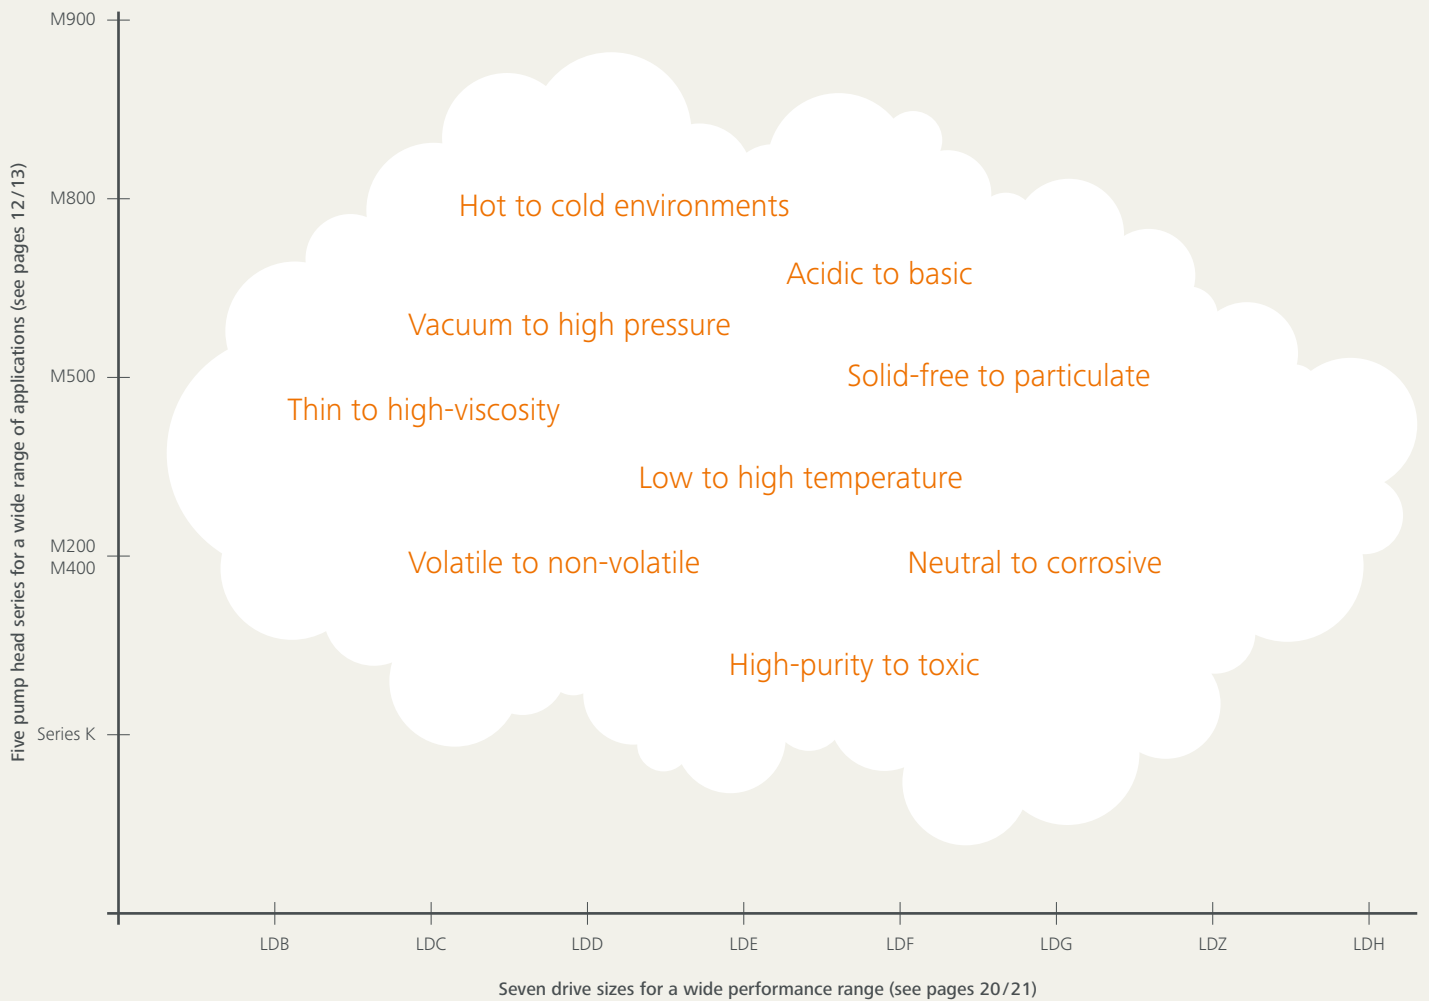 M900
M800
M500
M200
M400
Series K
Five pump head series for a wide range of applications (see pages 12/13)
Hot to cold environments
Acidic to basic
Vacuum to high pressure
Solid-free to particulate
Thin to high-viscosity
Low to high temperature
Volatile to non-volatile
Neutral to corrosive
High-purity to toxic
LDB
LDC
LDD
LDE
LDF
LDG
LDZ
LDH
Seven drive sizes for a wide performance range (see pages 20/21)